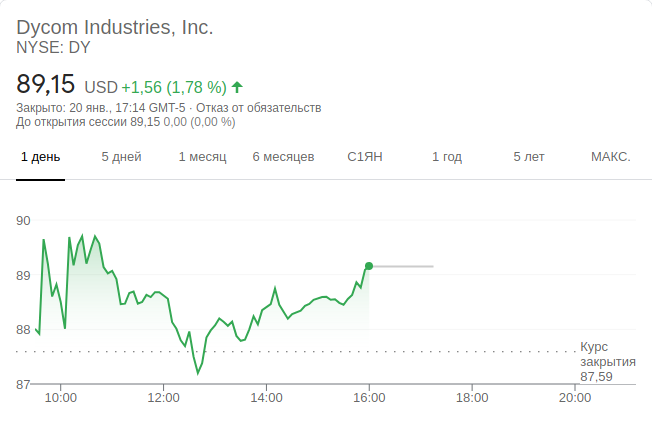 Dycom Industries, Inc.
NYSE: DY
89,15 USD +1,56 (1,78 %)
Закрыто: 20 янв., 17:14 GMT-5 · Отказ от обязательств
До открытия сессии 89,15 0,00 (0,00 %)
1 день 5 дней 1 месяц 6 месяцев С1ЯН 1 год 5 лет МАКС.
90
89
88
Курс
закрытия
87,59
87
10:00 12:00 14:00 16:00 18:00 20:00